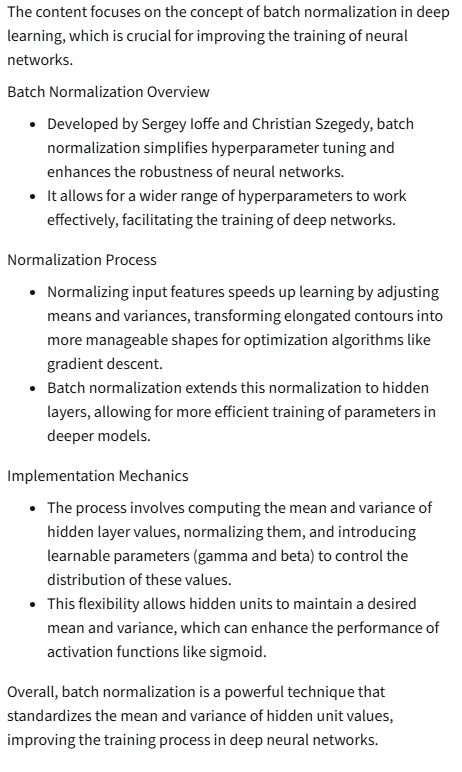 The content focuses on the concept of batch normalization in deep
learning, which is crucial for improving the training of neural
networks.
Batch Normalization Overview
• Developed by Sergey Ioffe and Christian Szegedy, batch
normalization simplifies hyperparameter tuning and
enhances the robustness of neural networks.
• It allows for a wider range of hyperparameters to work
effectively, facilitating the training of deep networks.
Normalization Process
• Normalizing input features speeds up learning by adjusting
means and variances, transforming elongated contours into
more manageable shapes for optimization algorithms like
gradient descent.
• Batch normalization extends this normalization to hidden
layers, allowing for more efficient training of parameters in
deeper models.
Implementation Mechanics
• The process involves computing the mean and variance of
hidden layer values, normalizing them, and introducing
learnable parameters (gamma and beta) to control the
distribution of these values.
• This flexibility allows hidden units to maintain a desired
mean and variance, which can enhance the performance of
activation functions like sigmoid.
Overall, batch normalization is a powerful technique that
standardizes the mean and variance of hidden unit values,
improving the training process in deep neural networks.